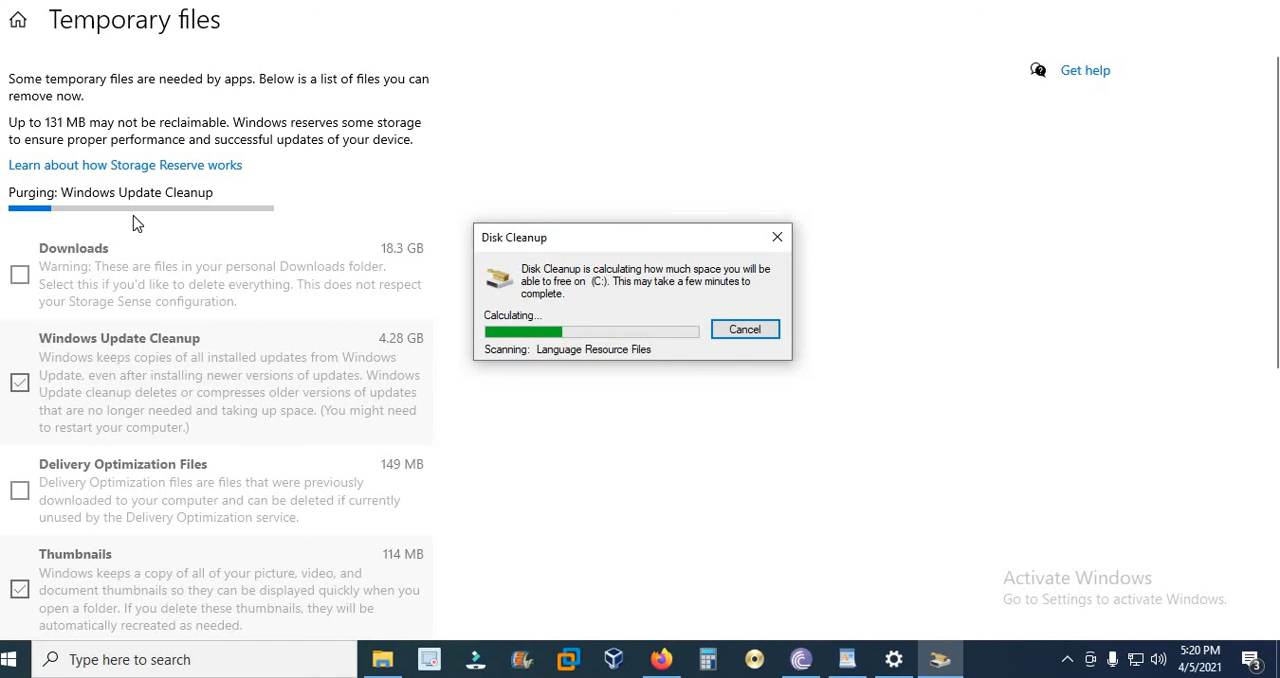 Temporary files
Some temporary files are needed by apps. Below is a list of files you can
remove now.
Up to 131 MB may not be reclaimable. Windows reserves some storage
to ensure proper performance and successful updates of your device.
Learn about how Storage Reserve works
Purging: Windows Update Cleanup
Downloads 18.3 GB
Warning: These are files in your personal Downloads folder.
Select this if you'd like to delete everything. This does not respect
your Storage Sense configuration.
Windows Update Cleanup 4.28 GB
Windows keeps copies of all installed updates from Windows
Update, even after installing newer versions of updates. Windows
Update cleanup deletes or compresses older versions of updates
that are no longer needed and taking up space. (You might need
to restart your computer.)
Delivery Optimization Files 149 MB
Delivery Optimization files are files that were previously
downloaded to your computer and can be deleted if currently
unused by the Delivery Optimization service.
Thumbnails 114 MB
Windows keeps a copy of all of your picture, video, and
document thumbnails so they can be displayed quickly when you
open a folder. If you delete these thumbnails, they will be
automatically recreated as needed.
Get help
Disk Cleanup
Disk Cleanup is calculating how much space you will be
able to free on (C:). This may take a few minutes to
complete.
Calculating...
Cancel
Scanning: Language Resource Files
Activate Windows
Go to Settings to activate Windows.
Type here to search
5:20 PM
4/5/2021
3